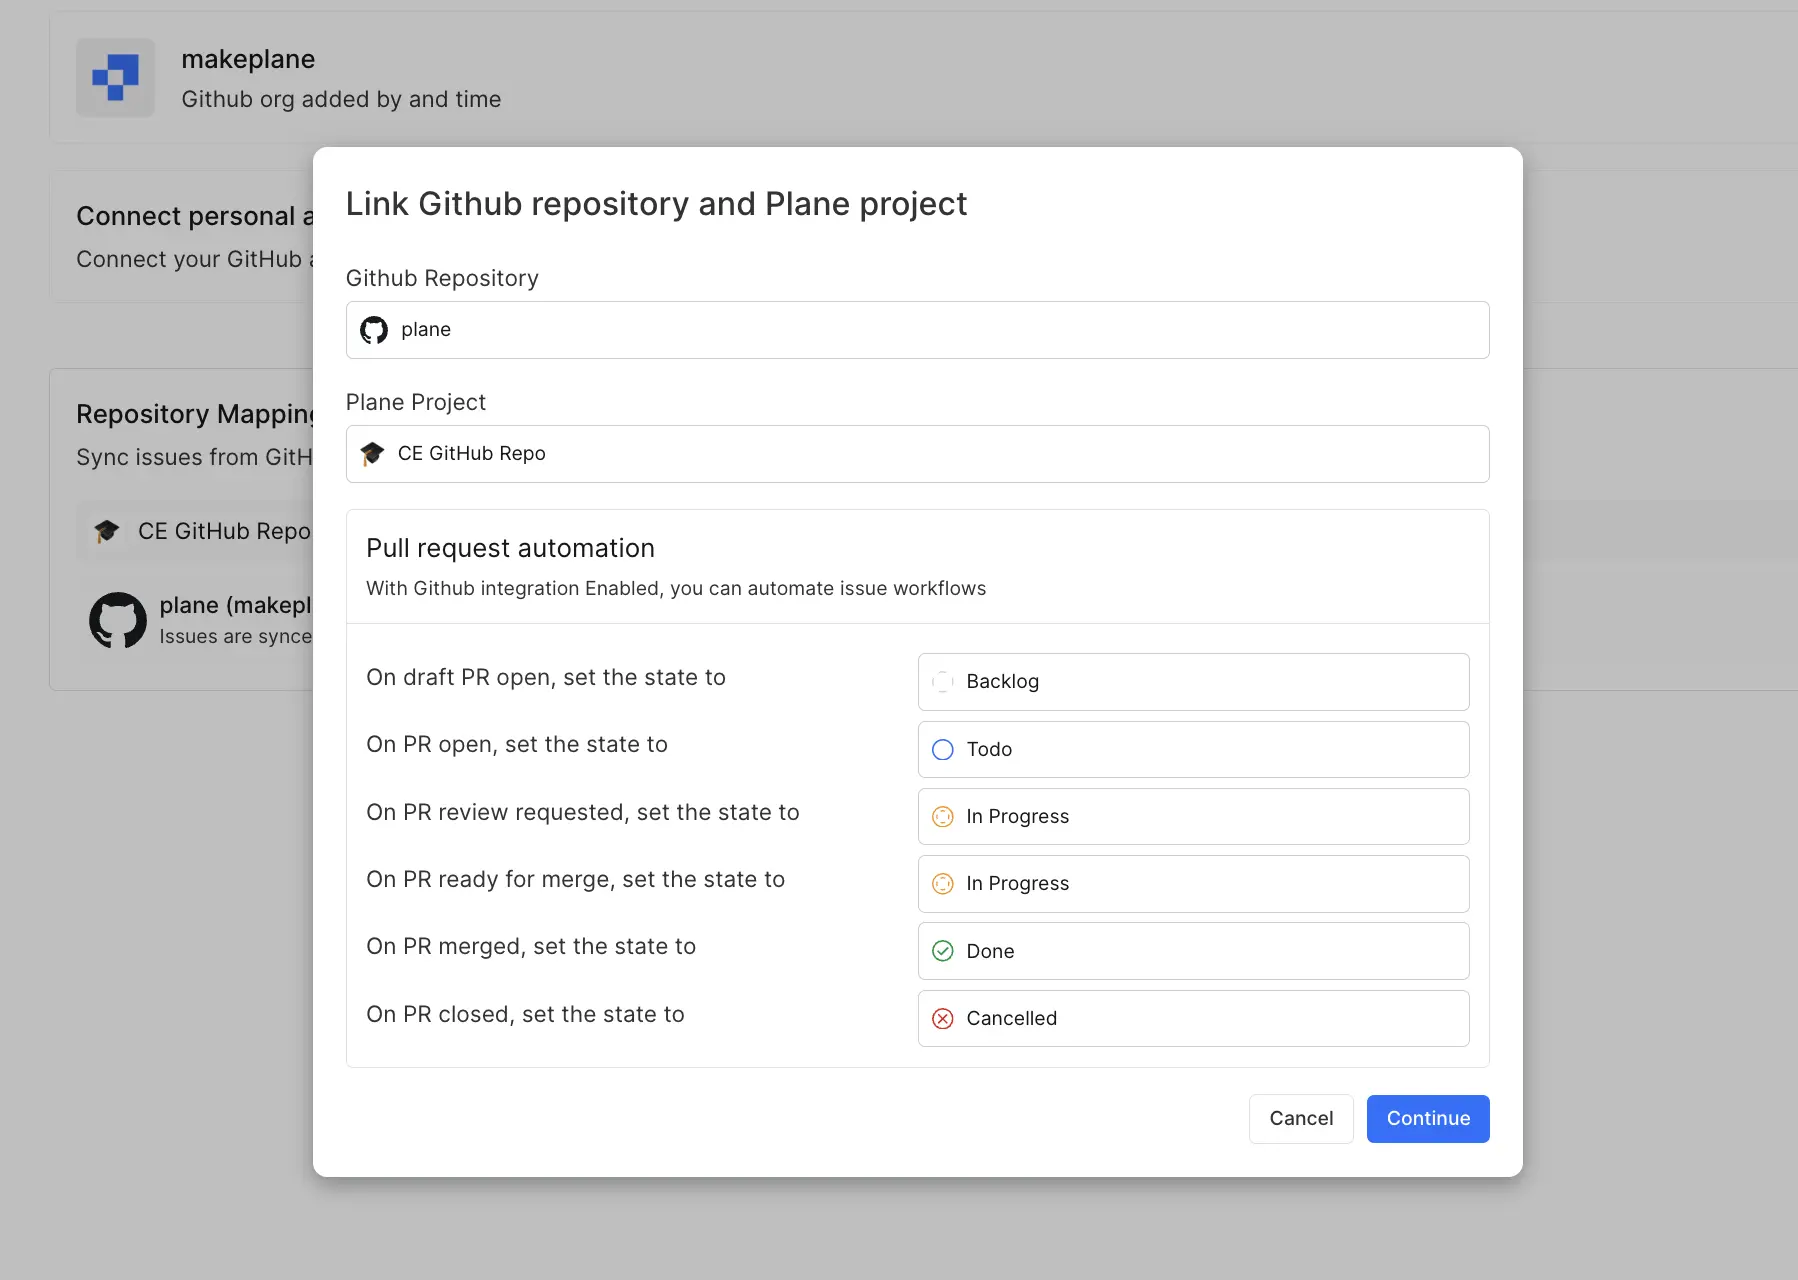 makeplane
Github org added by and time
Connect personal a
Connect your GitHub
Repository Mapping
Sync issues from GitH
CE GitHub Repo
plane (makepl
Issues are synce
Link Github repository and Plane project
Github Repository
plane
Plane Project
CE GitHub Repo
Pull request automation
With Github integration Enabled, you can automate issue workflows
On draft PR open, set the state to
Backlog
On PR open, set the state to
Todo
On PR review requested, set the state to
In Progress
On PR ready for merge, set the state to
In Progress
On PR merged, set the state to
Done
On PR closed, set the state to
Cancelled
Cancel
Continue